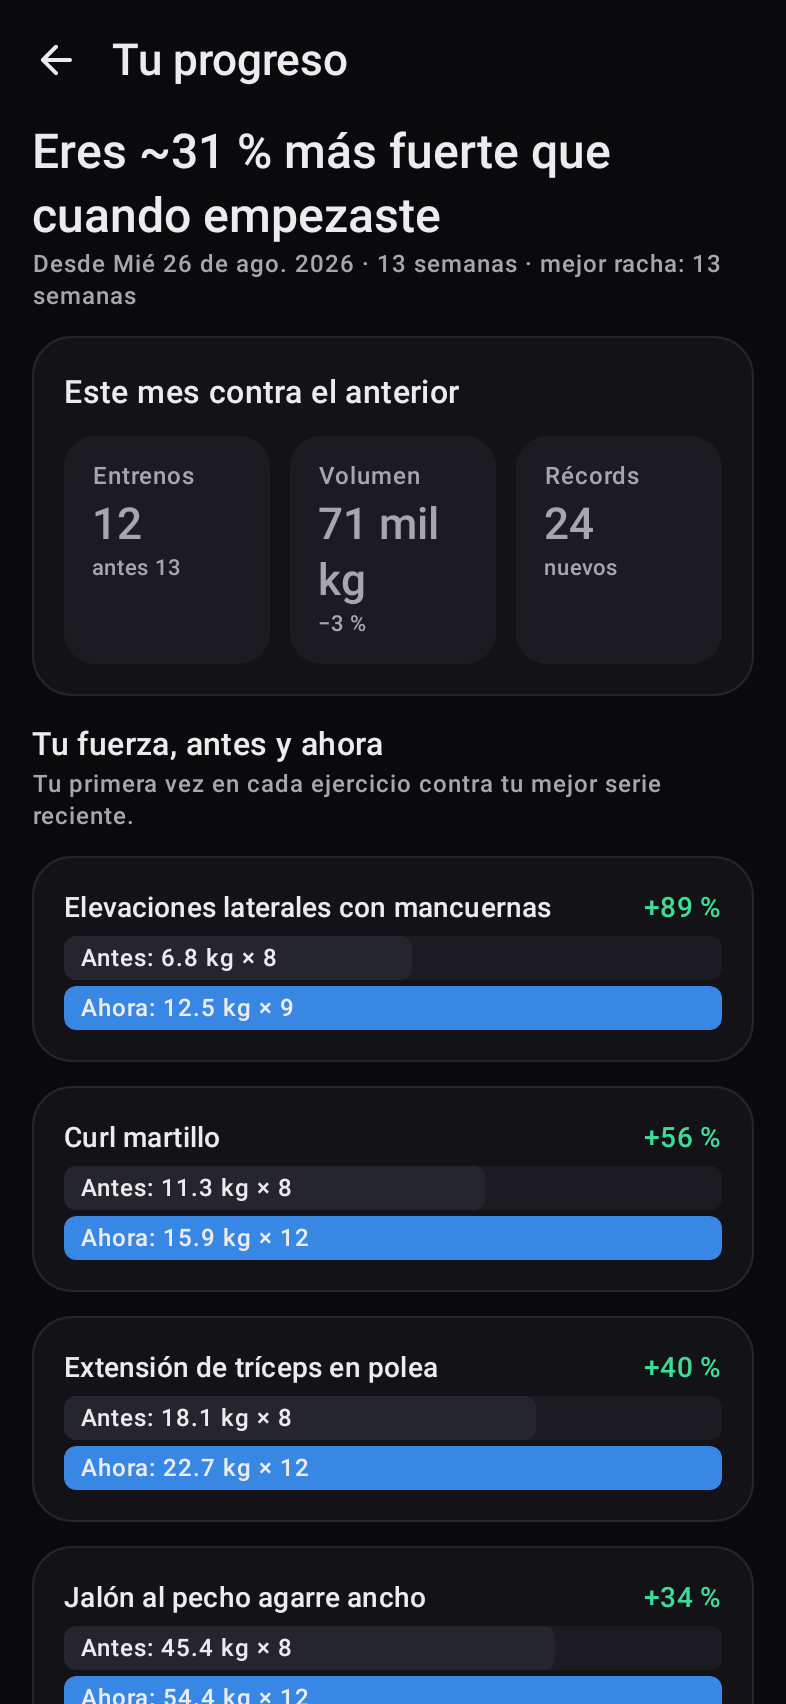 Tu progreso
Eres ~31 % más fuerte que
cuando empezaste
Desde Mié 26 de ago. 2026 · 13 semanas · mejor racha: 13
semanas
Este mes contra el anterior
Entrenos
12
antes 13
Volumen
71 mil
kg
−3 %
Récords
24
nuevos
Tu fuerza, antes y ahora
Tu primera vez en cada ejercicio contra tu mejor serie
reciente.
Elevaciones laterales con mancuernas +89 %
Antes: 6.8 kg × 8
Ahora: 12.5 kg × 9
Curl martillo +56 %
Antes: 11.3 kg × 8
Ahora: 15.9 kg × 12
Extensión de tríceps en polea +40 %
Antes: 18.1 kg × 8
Ahora: 22.7 kg × 12
Jalón al pecho agarre ancho +34 %
Antes: 45.4 kg × 8
Ahora: 54.4 kg × 12